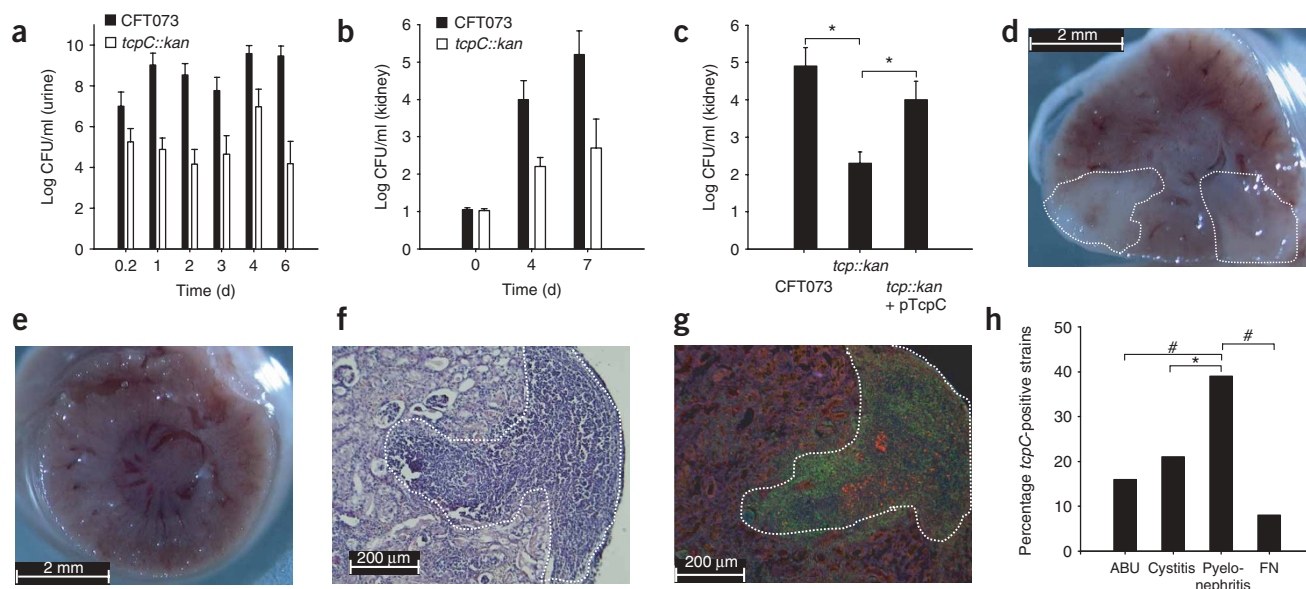 a
CFT073
tcpC::kan
Log CFU/ml (urine)
10
8
6
4
2
0
0.2 1 2 3 4 6
Time (d)
b
CFT073
tcpC::kan
Log CFU/ml (kidney)
6
5
4
3
2
1
0
0 4 7
Time (d)
c
Log CFU/ml (kidney)
6
5
4
3
2
1
0
* *
CFT073
tcp::kan
tcp::kan
+ pTcpC
d
2 mm
e
2 mm
f
200 µm
g
200 µm
h
Percentage tcpC-positive strains
50
40
30
20
10
0
# #
*
ABU Cystitis Pyelo-
nephritis FN